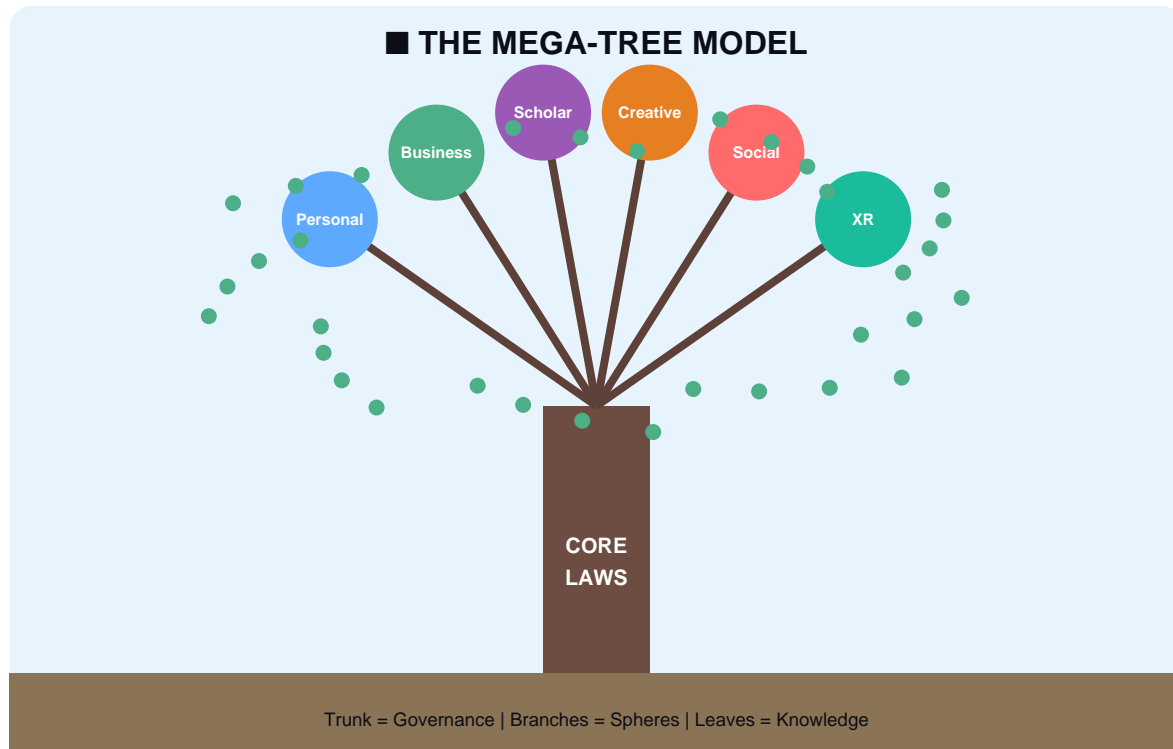 ■ THE MEGA-TREE MODEL
Scholar
Creative
Business
Social
Personal
XR
CORE
LAWS
Trunk = Governance | Branches = Spheres | Leaves = Knowledge